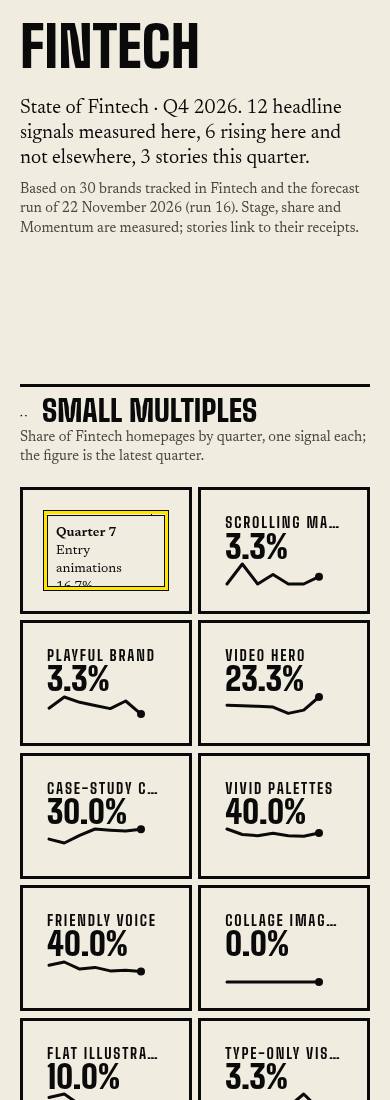 FINTECH
State of Fintech · Q4 2026. 12 headline
signals measured here, 6 rising here and
not elsewhere, 3 stories this quarter.
Based on 30 brands tracked in Fintech and the forecast
run of 22 November 2026 (run 16). Stage, share and
Momentum are measured; stories link to their receipts.
SMALL MULTIPLES
Share of Fintech homepages by quarter, one signal each;
the figure is the latest quarter.
Quarter 7
Entry
animations
16.7%
SCROLLING MA…
3.3%
PLAYFUL BRAND
3.3%
VIDEO HERO
23.3%
CASE-STUDY C…
30.0%
VIVID PALETTES
40.0%
FRIENDLY VOICE
40.0%
COLLAGE IMAG…
0.0%
FLAT ILLUSTRA…
10.0%
TYPE-ONLY VIS…
3.3%